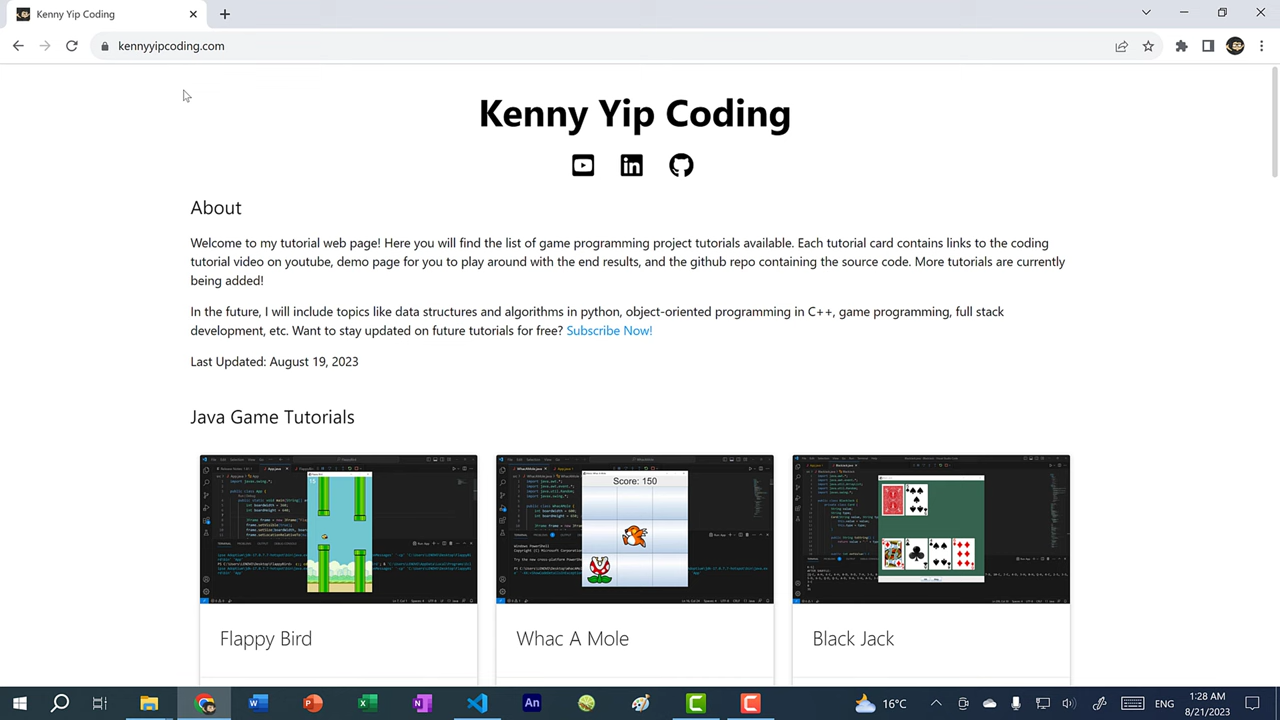 Kenny Yip Coding
kennyyipcoding.com
Kenny Yip Coding
About
Welcome to my tutorial web page! Here you will find the list of game programming project tutorials available. Each tutorial card contains links to the coding
tutorial video on youtube, demo page for you to play around with the end results, and the github repo containing the source code. More tutorials are currently
being added!
In the future, I will include topics like data structures and algorithms in python, object-oriented programming in C++, game programming, full stack
development, etc. Want to stay updated on future tutorials for free? Subscribe Now!
Last Updated: August 19, 2023
Java Game Tutorials
Score: 150
Flappy Bird
Whac A Mole
Black Jack
16°C
ENG
1:28 AM
8/21/2023